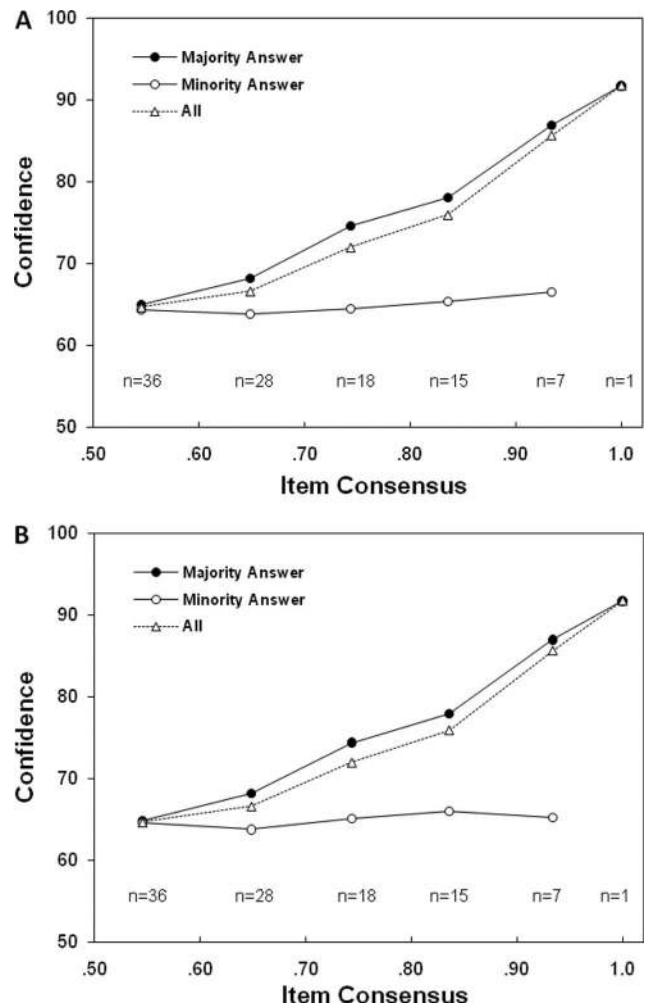 A
100
90
80
70
60
50
Confidence
Majority Answer
Minority Answer
All
n=36 n=28 n=18 n=15 n=7 n=1
.50 .60 .70 .80 .90 1.0
Item Consensus
B
100
90
80
70
60
50
Confidence
Majority Answer
Minority Answer
All
n=36 n=28 n=18 n=15 n=7 n=1
.50 .60 .70 .80 .90 1.0
Item Consensus